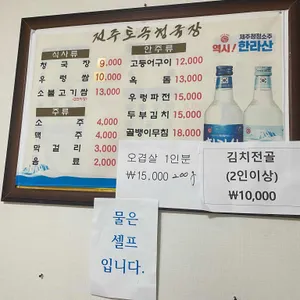 전주토속청국장
식사류
청국장 9,000
우렁쌈 10,000
소불고기쌈 13,000
주류
소주 4,000
맥주 4,000
막걸리 3,000
음료 2,000
안주류
고등어구이 12,000
옥돔 13,000
우렁파전 15,000
두부김치 15,000
골뱅이무침 18,000
제주청정소주
역시! 한라산
오겹살 1인분
₩15,000 200g
김치전골
(2인이상)
₩10,000
물은
셀프
입니다.